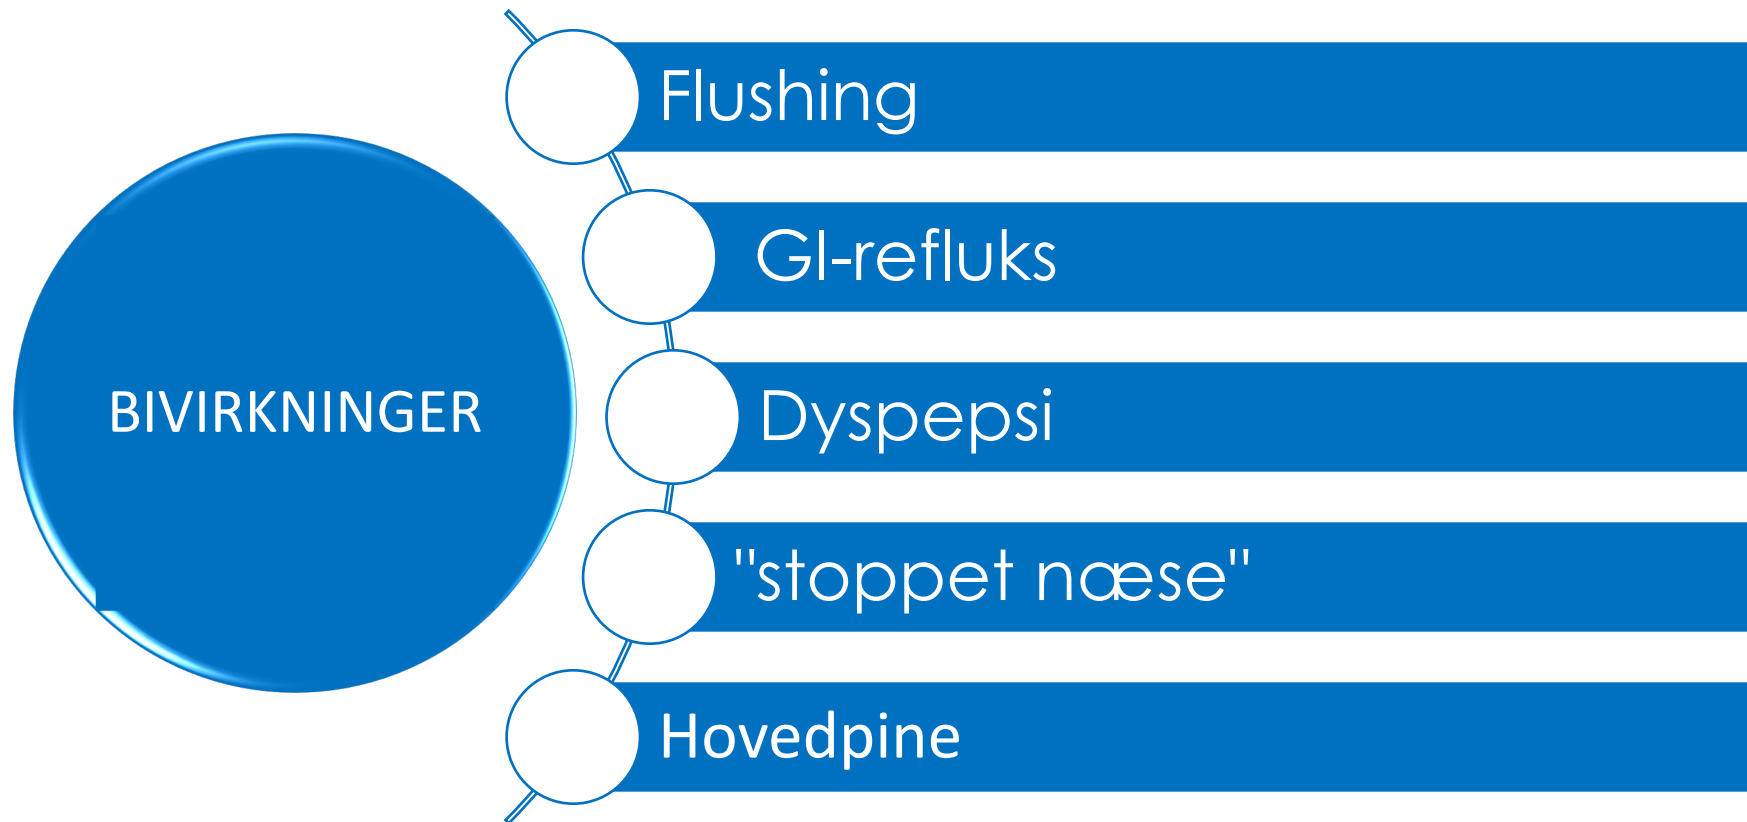 BIVIRKNINGER
Flushing
GI-refluks
Dyspepsi
"stoppet næse"
Hovedpine